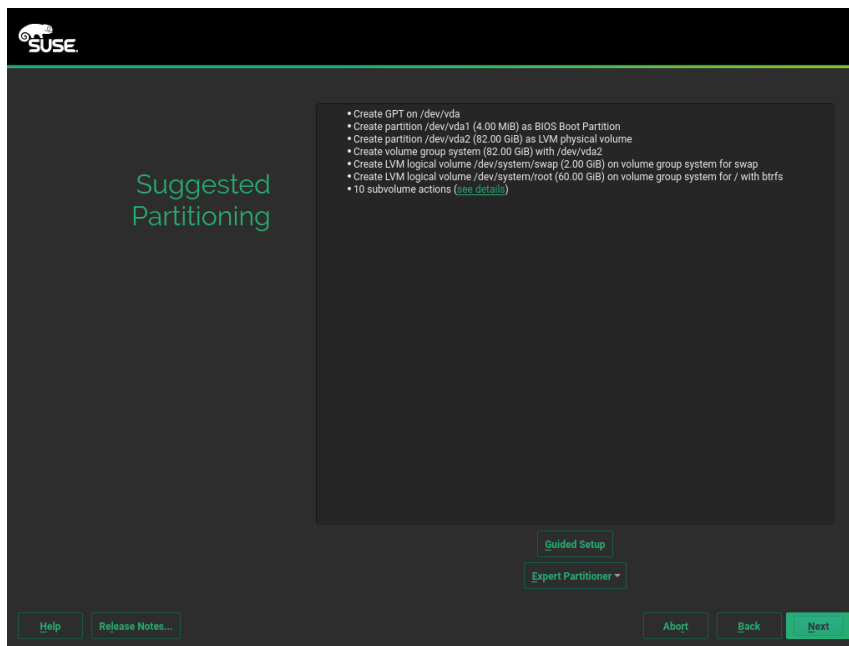 SUSE.
Suggested
Partitioning
• Create GPT on /dev/vda
• Create partition /dev/vda1 (4.00 MiB) as BIOS Boot Partition
• Create partition /dev/vda2 (82.00 GiB) as LVM physical volume
• Create volume group system (82.00 GiB) with /dev/vda2
• Create LVM logical volume /dev/system/swap (2.00 GiB) on volume group system for swap
• Create LVM logical volume /dev/system/root (60.00 GiB) on volume group system for / with btrfs
• 10 subvolume actions (see details)
Guided Setup
Expert Partitioner
Help
Release Notes...
Abort
Back
Next